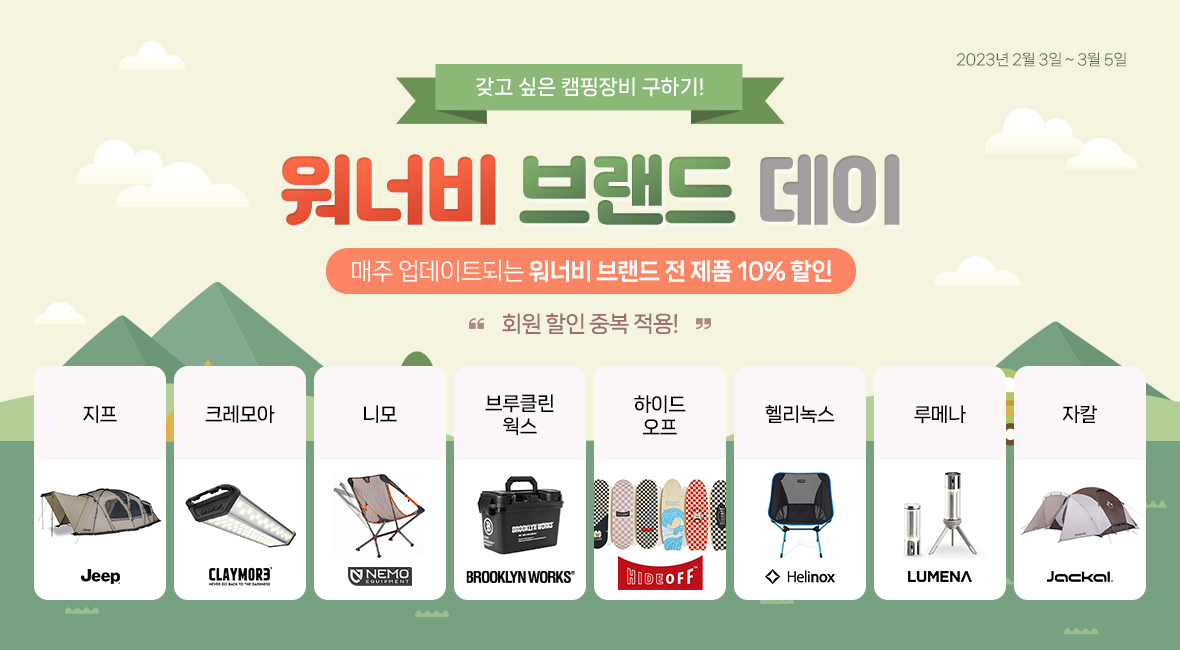 2023년 2월 3일 ~ 3월 5일
갖고 싶은 캠핑장비 구하기!
워너비 브랜드 데이
매주 업데이트되는 워너비 브랜드 전 제품 10% 할인
“ 회원 할인 중복 적용! ”
지프
크레모아
니모
브루클린
웍스
하이드
오프
헬리녹스
루메나
자칼
BROOKLYN WORKS
Jeep
CLAYMORE
NEVER GO BACK TO THE DARKNESS
NEMO
EQUIPMENT
BROOKLYN WORKS®
HIDEOFF™
Helinox
LUMENA
Jackal.